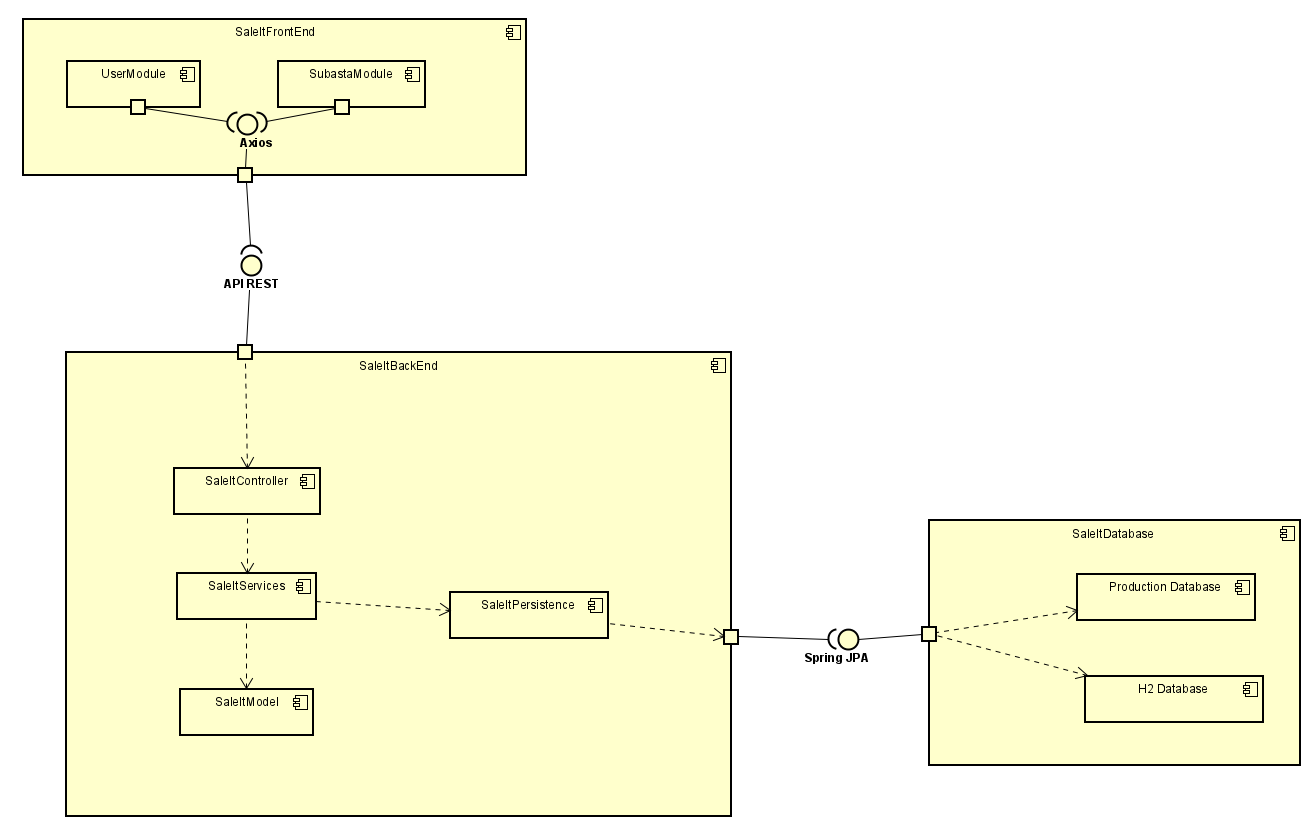 SaleItFrontEnd
UserModule
SubastaModule
Axios
API REST
SaleItBackEnd
SaleItController
SaleItServices
SaleItPersistence
SaleItModel
Spring JPA
SaleItDatabase
Production Database
H2 Database